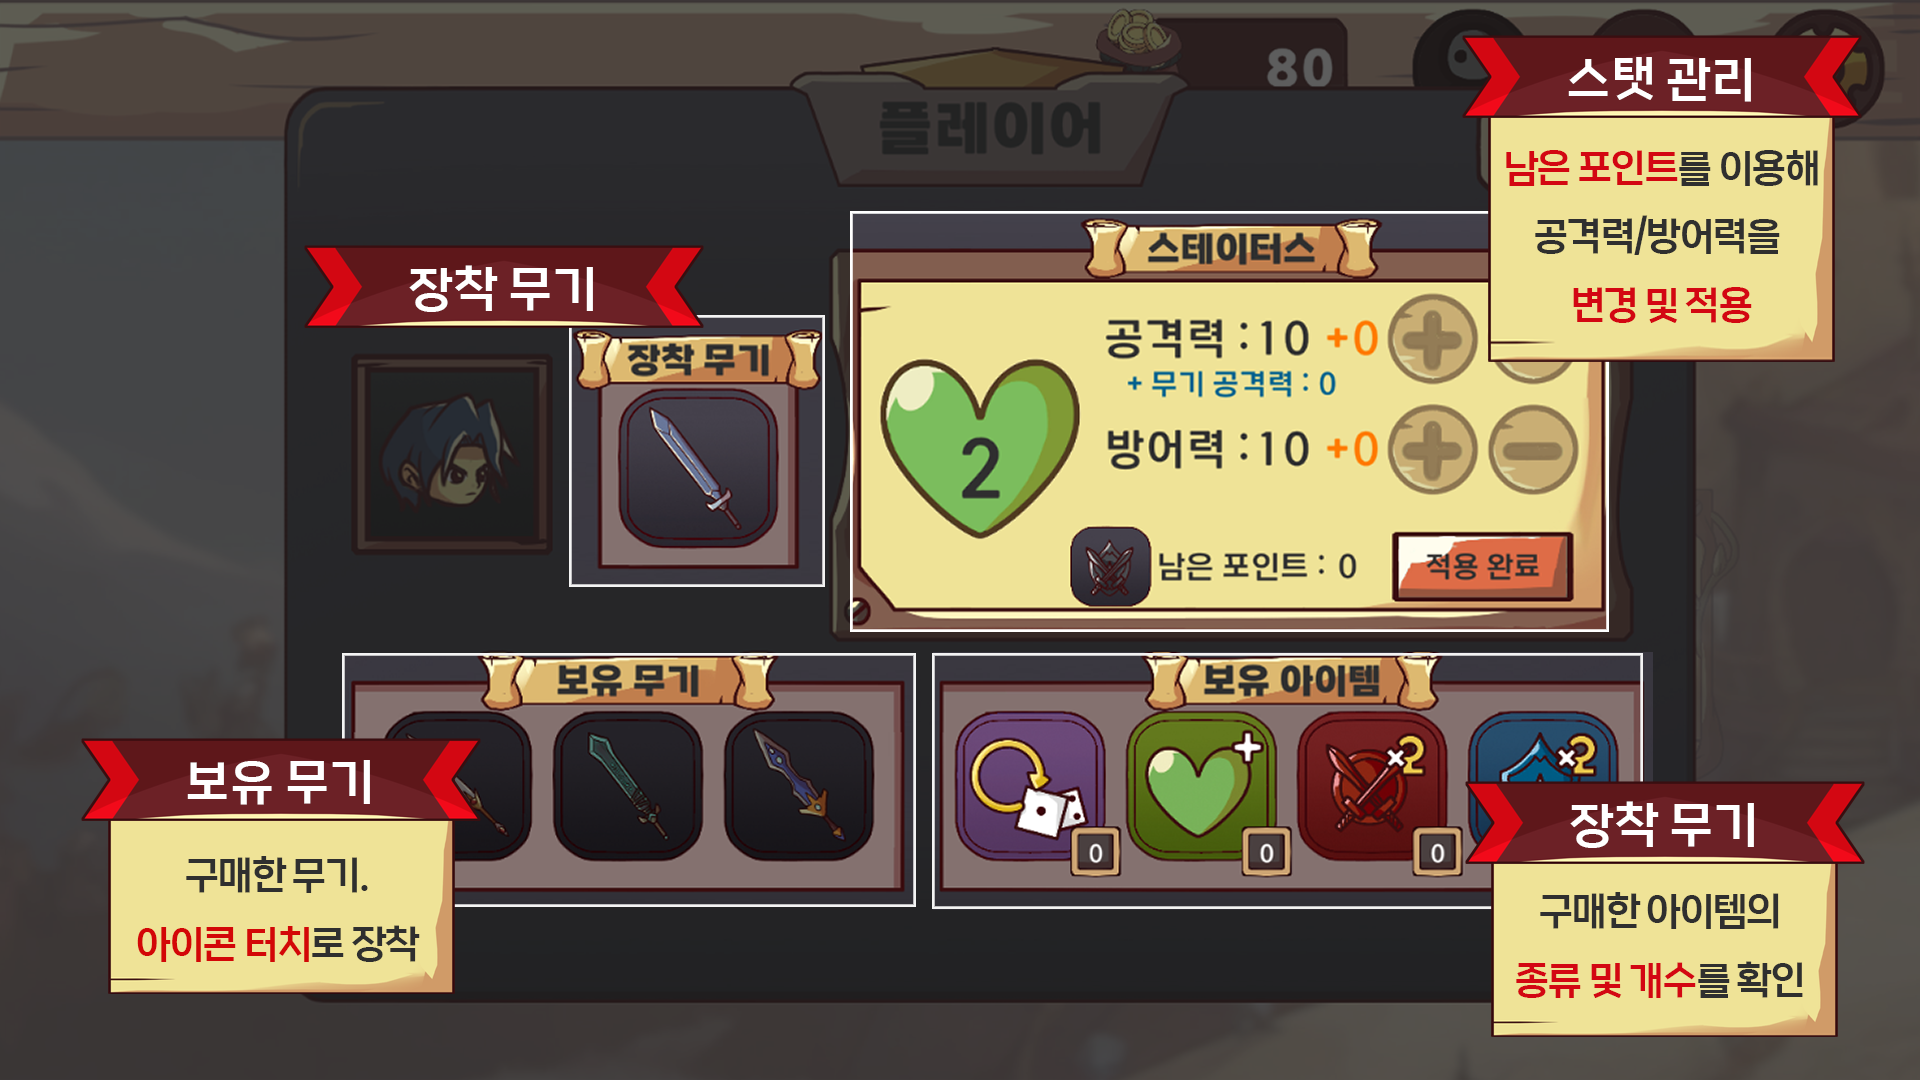 80
플레이어
스탯 관리
남은 포인트를 이용해
공격력/방어력을
변경 및 적용
장착 무기
장착 무기
스테이터스
공격력 : 10 +0
+ 무기 공격력 : 0
방어력 : 10 +0
2
남은 포인트 : 0
적용 완료
보유 무기
보유 아이템
×2
×2
0
0
0
보유 무기
구매한 무기.
아이콘 터치로 장착
장착 무기
구매한 아이템의
종류 및 개수를 확인